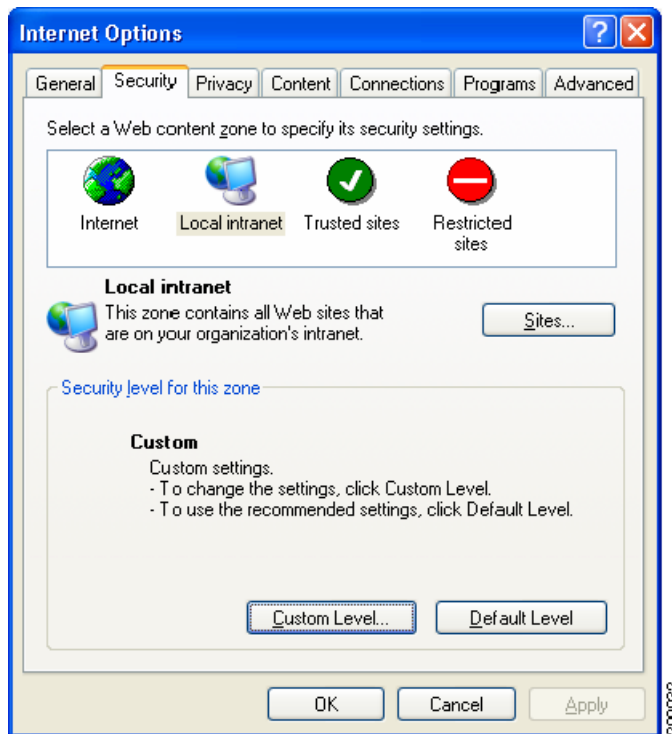 Internet Options
General Security Privacy Content Connections Programs Advanced
Select a Web content zone to specify its security settings.
Internet Local intranet Trusted sites Restricted
sites
Local intranet
This zone contains all Web sites that
are on your organization's intranet.
Sites...
Security level for this zone
Custom
Custom settings.
- To change the settings, click Custom Level.
- To use the recommended settings, click Default Level.
Custom Level... Default Level
OK Cancel Apply